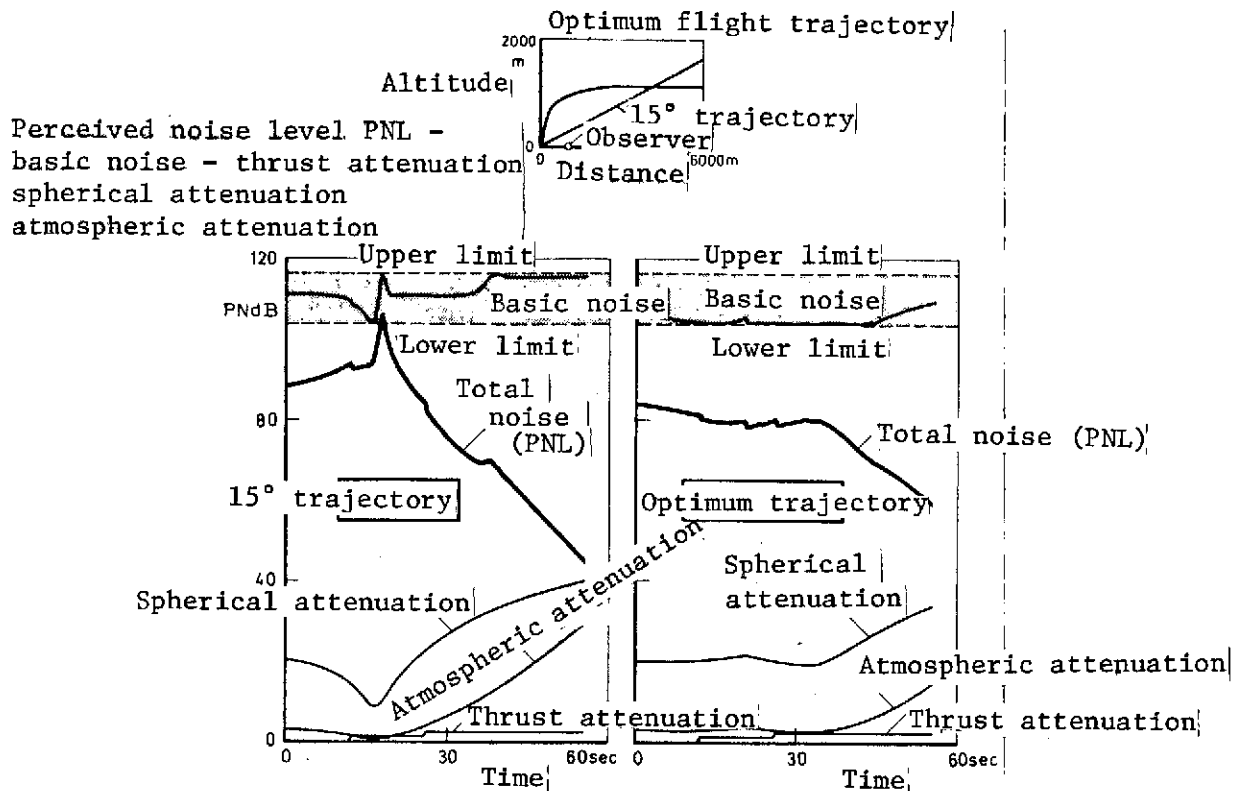 Optimum flight trajectory
2000
m
Altitude
0
15° trajectory
Observer
0
6000m
Distance
Perceived noise level PNL -
basic noise - thrust attenuation
spherical attenuation
atmospheric attenuation
120
Upper limit
PNdB
Basic noise
Lower limit
Total
noise
(PNL)
80
15° trajectory
40
Spherical attenuation
Atmospheric attenuation
Thrust attenuation
0
0
30
60sec
Time
Upper limit
Basic noise
Lower limit
Total noise (PNL)
Optimum trajectory
Spherical
attenuation
Atmospheric attenuation
Thrust attenuation
0
30
60sec
Time